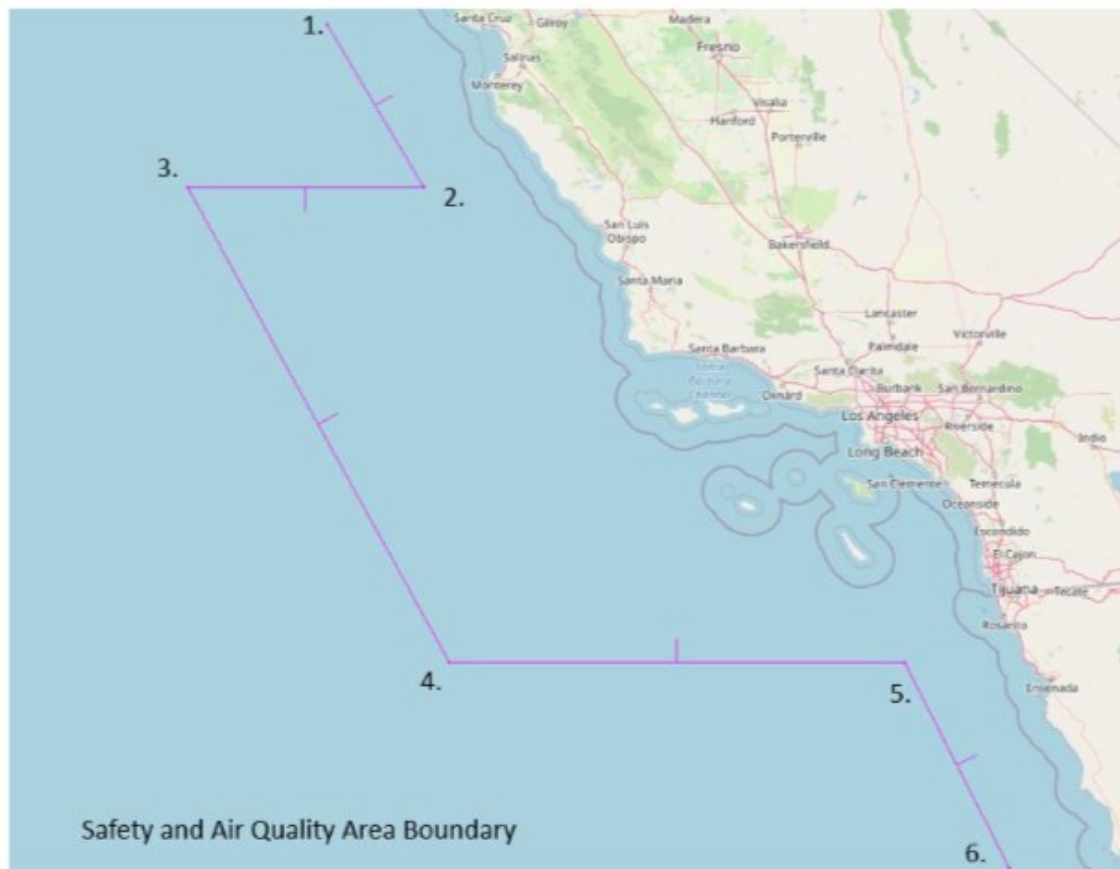 1.
Santa Cruz
Gilroy
Madera
Salinas
Fresno
Monterey
Visalia
Hanford
Porterville
3.
2.
San Luis
Obispo
Bakersfield
Santa Maria
Lancaster
Palmdale
Victorville
Santa Barbara
Santa Clarita
Oxnard
Burbank
San Bernardino
Los Angeles
Riverside
Indio
Long Beach
San Clemente
Temecula
Oceanside
Escondido
El Cajon
Tijuana
Tecate
Rosarito
4.
5.
Ensenada
Safety and Air Quality Area Boundary
6.